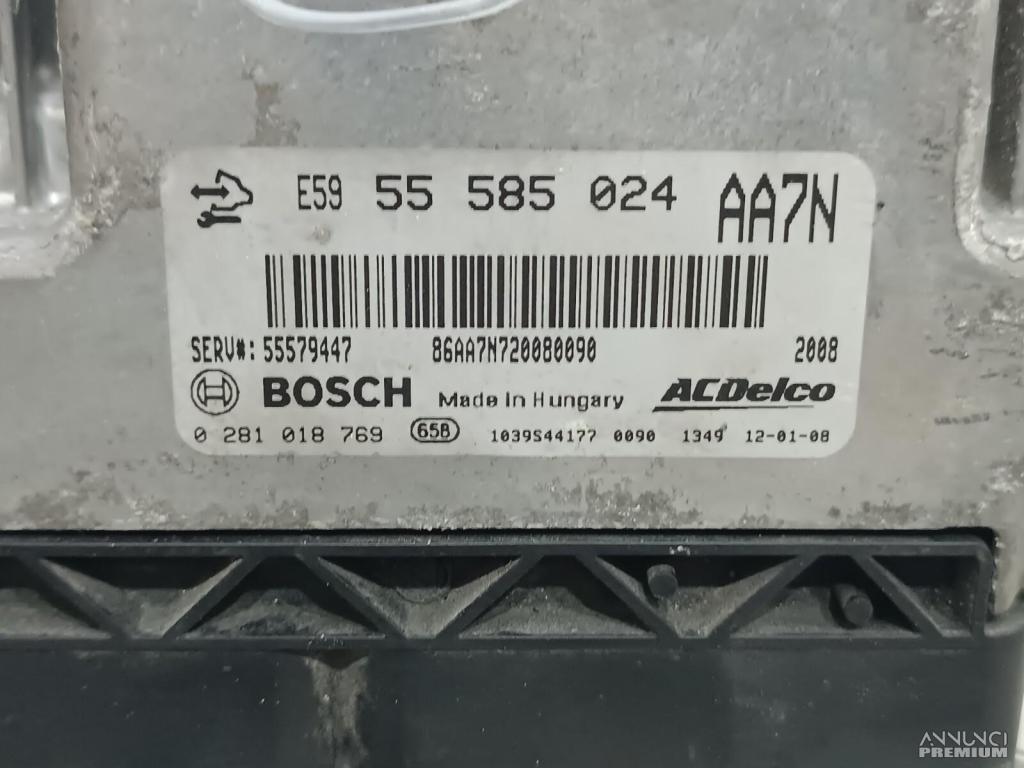 E59 55 585 024 AA7N
SERV#: 55579447 86AA7N720080090 2008
BOSCH Made in Hungary ACDelco
0 281 018 769 65B 1039S44177 0090 1349 12-01-08
ANNUNCI
PREMIUM